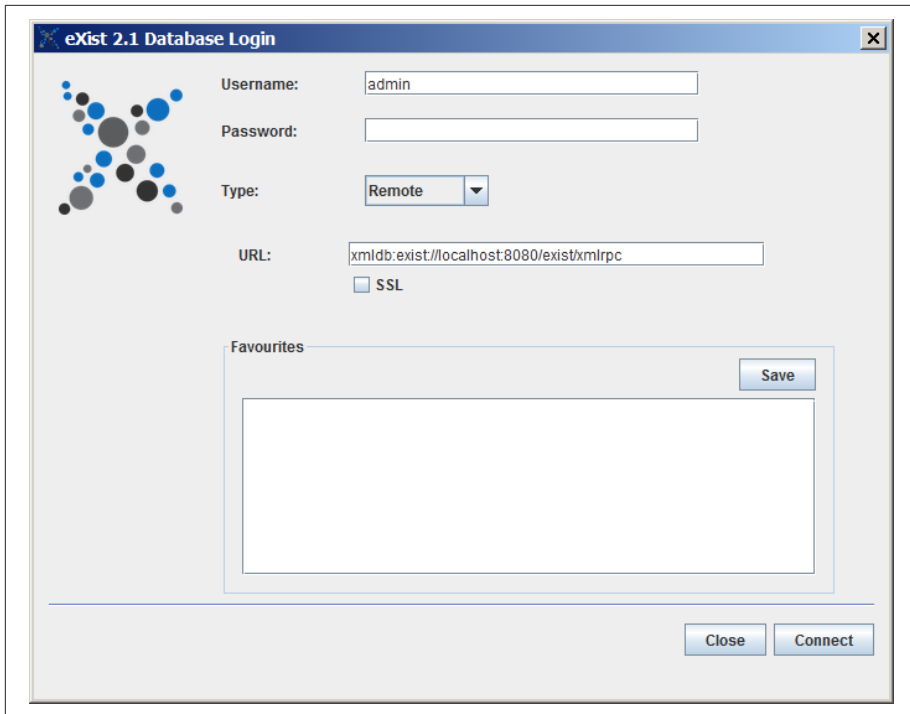 eXist 2.1 Database Login
Username: admin
Password:
Type: Remote
URL: xmldb:exist://localhost:8080/exist/xmlrpc
SSL
Favourites
Save
Close Connect